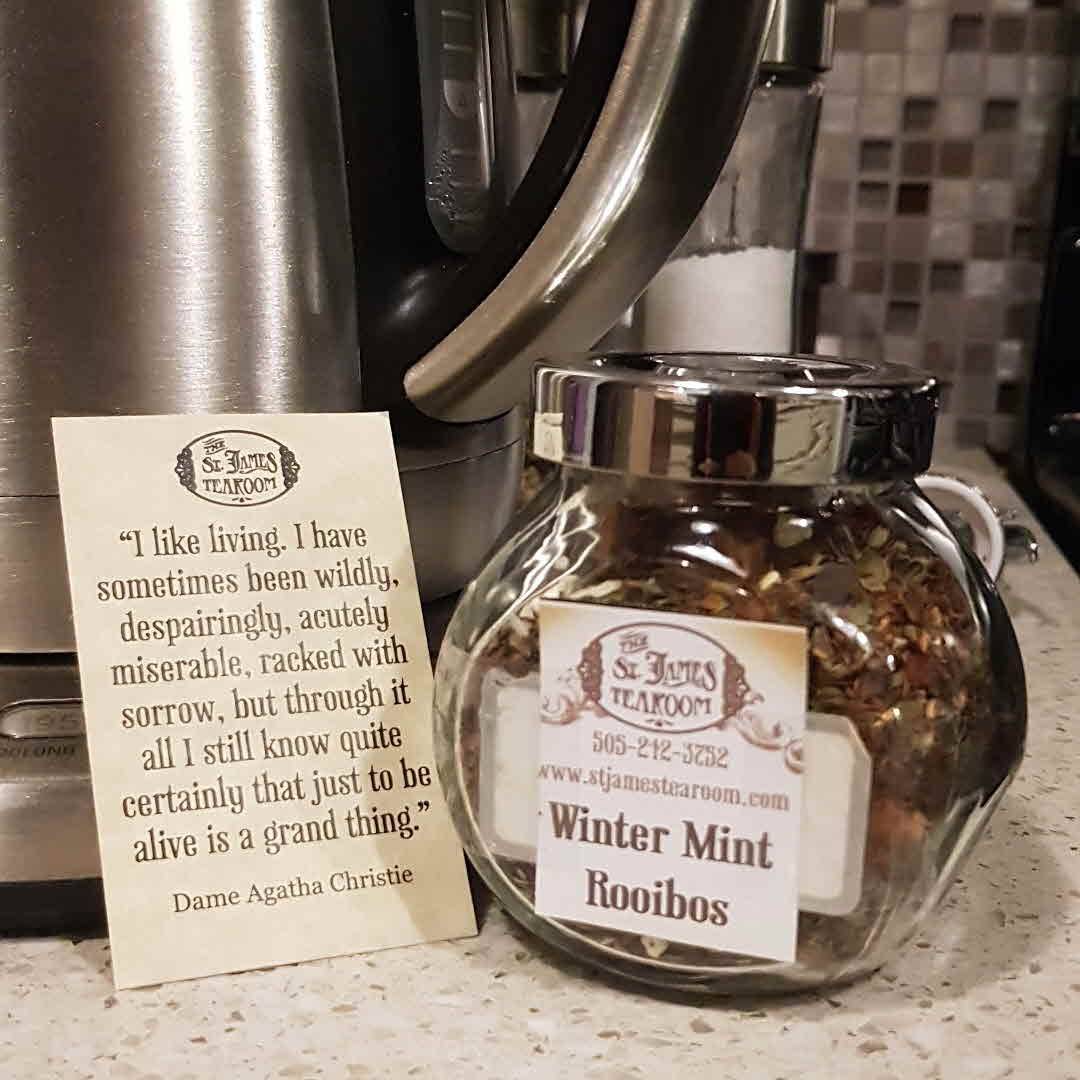 THE
ST. JAMES
TEAROOM
“I like living. I have
sometimes been wildly,
despairingly, acutely
miserable, racked with
sorrow, but through it
all I still know quite
certainly that just to be
alive is a grand thing.”
Dame Agatha Christie
195
OOLONG
THE
ST. JAMES
TEAROOM
505-242-3752
www.stjamestearoom.com
Winter Mint
Rooibos